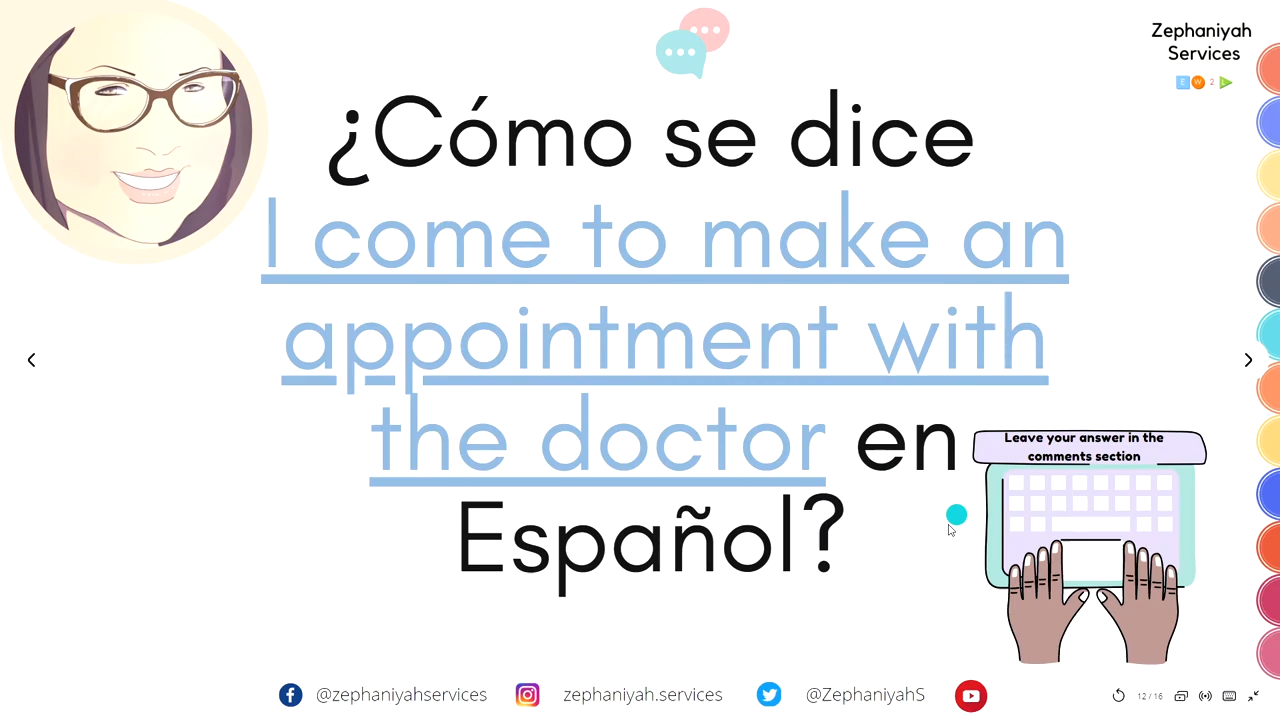 Zephaniyah
Services
E W 2 L
¿Cómo se dice
I come to make an
appointment with
the doctor en
Español?
Leave your answer in the
comments section
@zephaniyahservices
zephaniyah.services
@ZephaniyahS
12 / 16